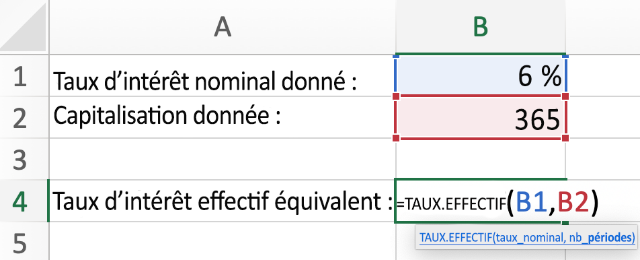 A B
1 Taux d’intérêt nominal donné : 6 %
2 Capitalisation donnée : 365
3
4 Taux d’intérêt effectif équivalent : =TAUX.EFFECTIF(B1,B2)
TAUX.EFFECTIF(taux_nominal, nb_périodes)
5